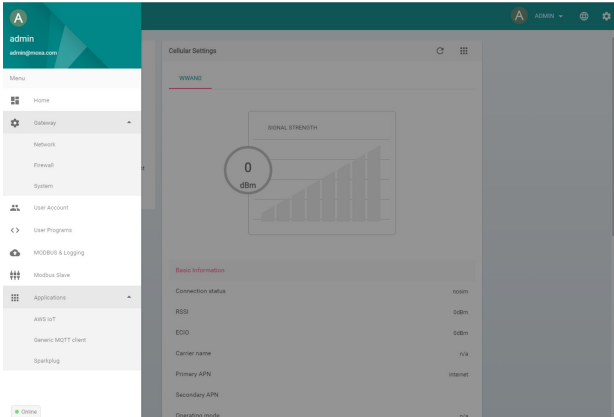 A
admin
admin@moxa.com
Menu
Home
Gateway
Network
Firewall
System
User Account
User Programs
MODBUS & Logging
Modbus Slave
Applications
AWS IoT
Generic MQTT client
Sparkplug
Online
A ADMIN
Cellular Settings
WWAN0
SIGNAL STRENGTH
0
dBm
Basic Information
Connection status nosim
RSSI 0dBm
ECIO 0dBm
Carrier name n/a
Primary APN internet
Secondary APN
Operating mode n/a